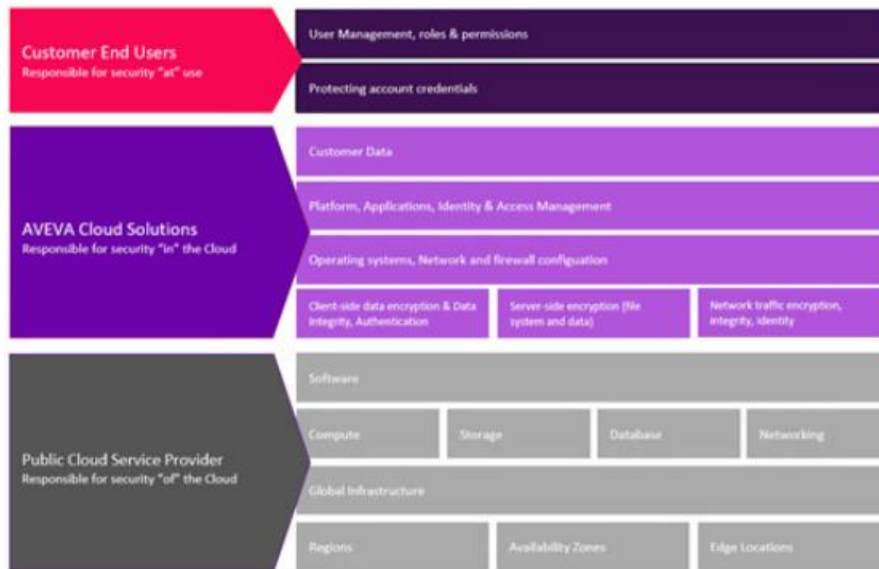 Customer End Users
Responsible for security "at" use
User Management, roles & permissions
Protecting account credentials
AVEVA Cloud Solutions
Responsible for security "in" the Cloud
Customer Data
Platform, Applications, Identity & Access Management
Operating systems, Network and firewall configuation
Client-side data encryption & Data
Integrity, Authentication
Server-side encryption (file
system and data)
Network traffic encryption,
integrity, identity
Public Cloud Service Provider
Responsible for security "of" the Cloud
Software
Compute
Storage
Database
Networking
Global Infrastructure
Regions
Availability Zones
Edge Locations